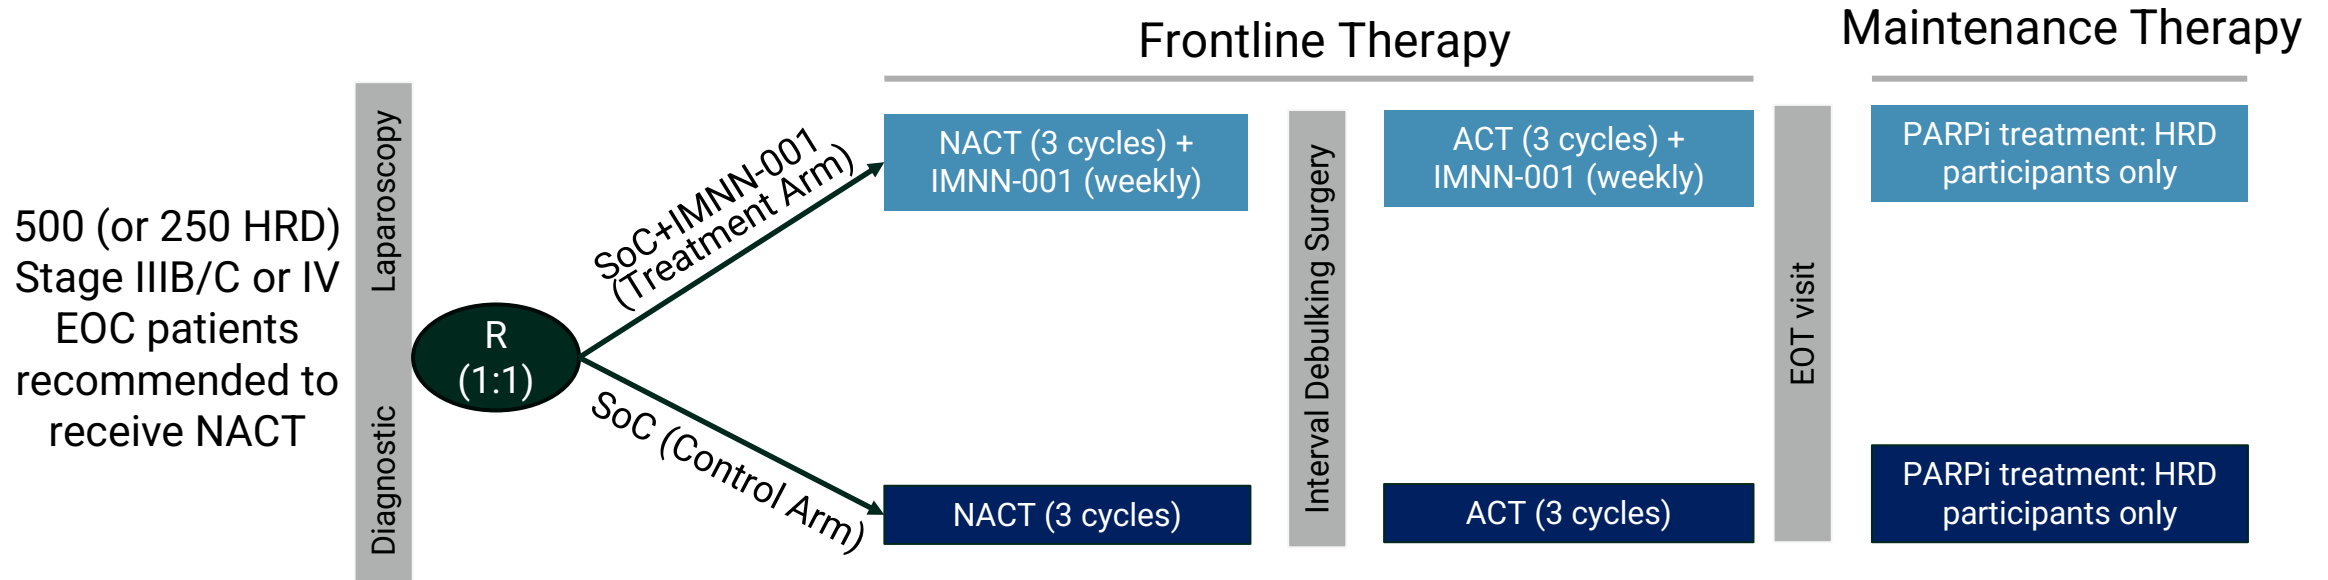 Frontline Therapy
Maintenance Therapy
500 (or 250 HRD)
Stage IIIB/C or IV
EOC patients
recommended to
receive NACT
Diagnostic Laparoscopy
R
(1:1)
SoC+IMNN-001
(Treatment Arm)
SoC (Control Arm)
NACT (3 cycles) +
IMNN-001 (weekly)
NACT (3 cycles)
Interval Debulking Surgery
ACT (3 cycles) +
IMNN-001 (weekly)
ACT (3 cycles)
EOT visit
PARPi treatment: HRD
participants only
PARPi treatment: HRD
participants only